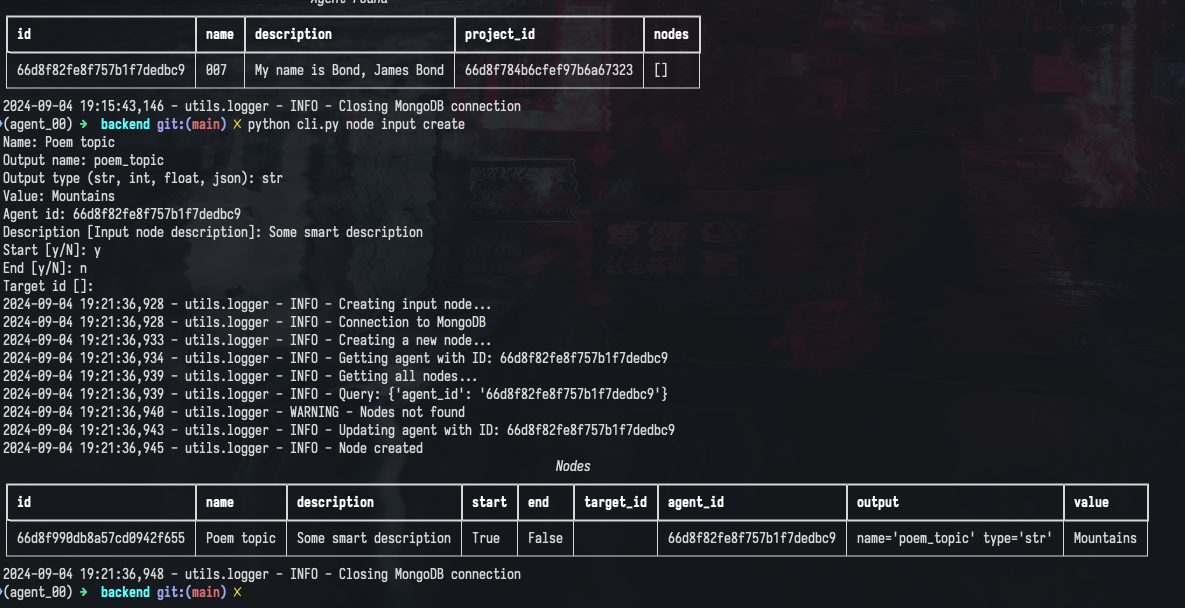 Agent Found
id name description project_id nodes
66d8f82fe8f757b1f7dedbc9 007 My name is Bond, James Bond 66d8f784b6cfef97b6a67323 []
2024-09-04 19:15:43,146 - utils.logger - INFO - Closing MongoDB connection
(agent_00) → backend git:(main) ✗ python cli.py node input create
Name: Poem topic
Output name: poem_topic
Output type (str, int, float, json): str
Value: Mountains
Agent id: 66d8f82fe8f757b1f7dedbc9
Description [Input node description]: Some smart description
Start [y/N]: y
End [y/N]: n
Target id []:
2024-09-04 19:21:36,928 - utils.logger - INFO - Creating input node...
2024-09-04 19:21:36,928 - utils.logger - INFO - Connection to MongoDB
2024-09-04 19:21:36,933 - utils.logger - INFO - Creating a new node...
2024-09-04 19:21:36,934 - utils.logger - INFO - Getting agent with ID: 66d8f82fe8f757b1f7dedbc9
2024-09-04 19:21:36,939 - utils.logger - INFO - Getting all nodes...
2024-09-04 19:21:36,939 - utils.logger - INFO - Query: {'agent_id': '66d8f82fe8f757b1f7dedbc9'}
2024-09-04 19:21:36,940 - utils.logger - WARNING - Nodes not found
2024-09-04 19:21:36,943 - utils.logger - INFO - Updating agent with ID: 66d8f82fe8f757b1f7dedbc9
2024-09-04 19:21:36,945 - utils.logger - INFO - Node created
Nodes
id name description start end target_id agent_id output value
66d8f990db8a57cd0942f655 Poem topic Some smart description True False 66d8f82fe8f757b1f7dedbc9 name='poem_topic' type='str' Mountains
2024-09-04 19:21:36,948 - utils.logger - INFO - Closing MongoDB connection
(agent_00) → backend git:(main) ✗